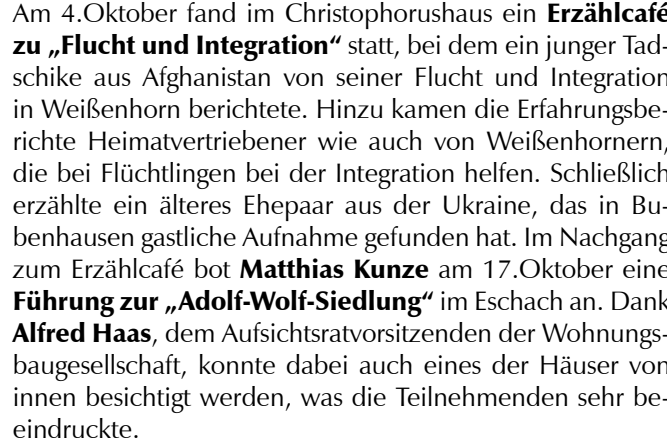 Am 4.Oktober fand im Christophorushaus ein Erzählcafé
zu „Flucht und Integration“ statt, bei dem ein junger Tad-
schike aus Afghanistan von seiner Flucht und Integration
in Weißenhorn berichtete. Hinzu kamen die Erfahrungsbe-
richte Heimatvertriebener wie auch von Weißenhornern,
die bei Flüchtlingen bei der Integration helfen. Schließlich
erzählte ein älteres Ehepaar aus der Ukraine, das in Bu-
benhausen gastliche Aufnahme gefunden hat. Im Nachgang
zum Erzählcafé bot Matthias Kunze am 17.Oktober eine
Führung zur „Adolf-Wolf-Siedlung“ im Eschach an. Dank
Alfred Haas, dem Aufsichtsratvorsitzenden der Wohnungs-
baugesellschaft, konnte dabei auch eines der Häuser von
innen besichtigt werden, was die Teilnehmenden sehr be-
eindruckte.